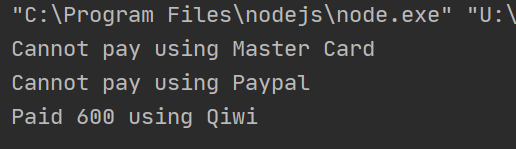 "C:\Program Files\nodejs\node.exe" "U:\
Cannot pay using Master Card
Cannot pay using Paypal
Paid 600 using Qiwi